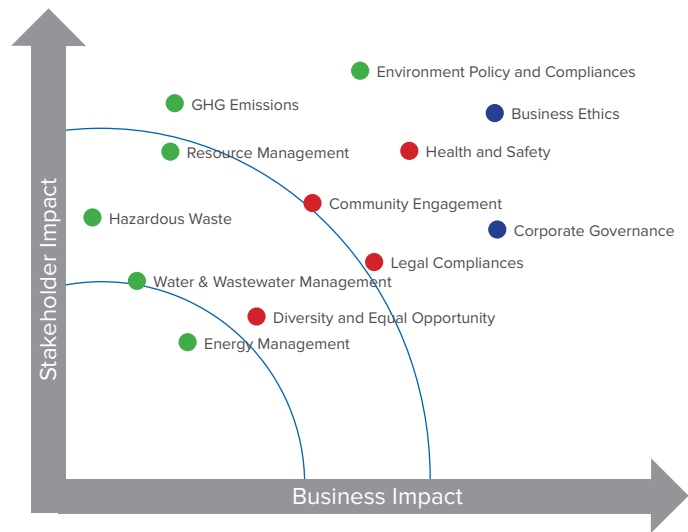 Environment Policy and Compliances
GHG Emissions
Business Ethics
Resource Management
Health and Safety
Community Engagement
Hazardous Waste
Corporate Governance
Legal Compliances
Water & Wastewater Management
Diversity and Equal Opportunity
Energy Management
Stakeholder Impact
Business Impact